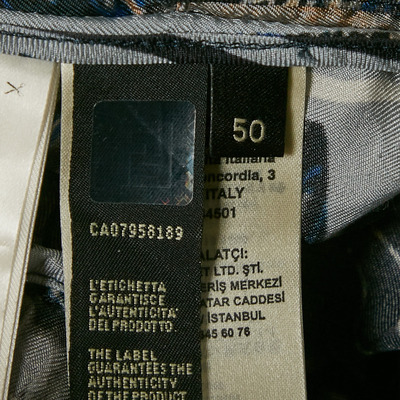 50
Italiana
ncordia, 3
ITALY
4501
CA07958189
L'ETICHETTA
GARANTISCE
L'AUTENTICITA'
DEL PRODOTTO.
THE LABEL
GUARANTEES THE
AUTHENTICITY
OF THE PRODUCT
ALATÇI:
T LTD. ŞTİ.
ERİŞ MERKEZİ
ATAR CADDESİ
İSTANBUL
45 60 76